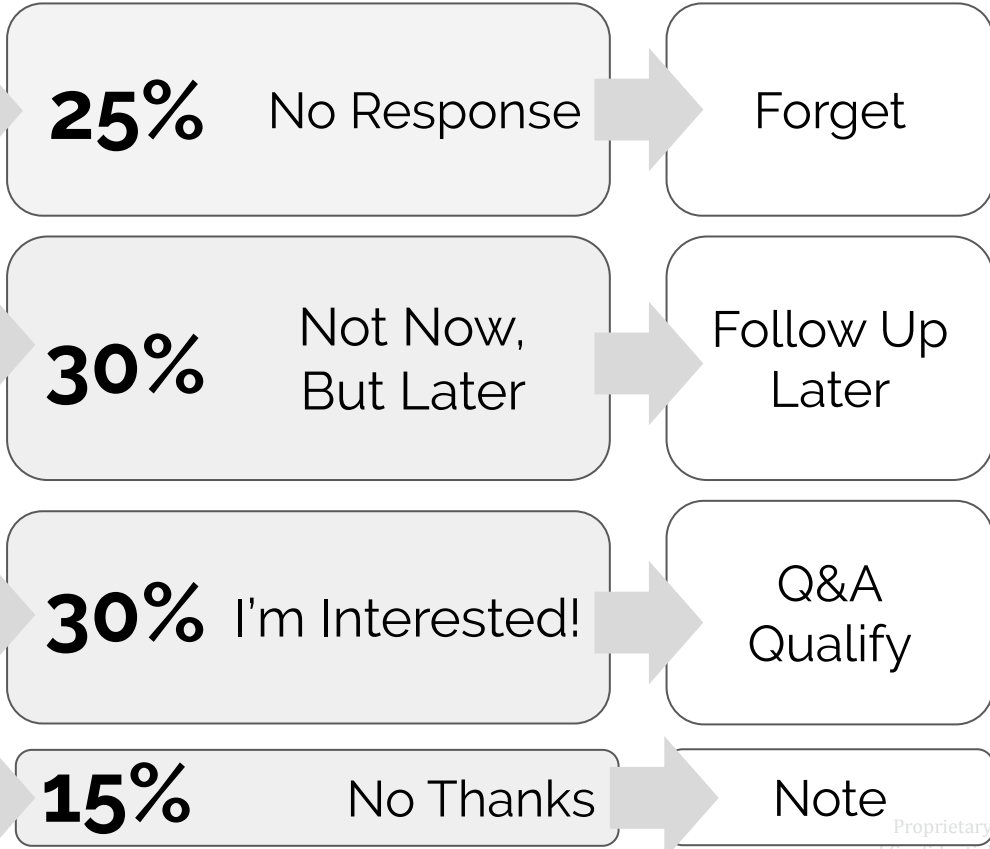 25% No Response Forget
30% Not Now,
But Later
Follow Up
Later
30% I'm Interested! Q&A
Qualify
15% No Thanks Note
Proprietary